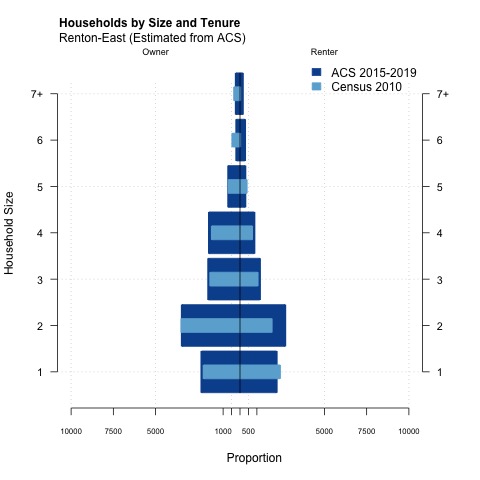 Households by Size and Tenure
Renton-East (Estimated from ACS)
Owner
Renter
ACS 2015-2019
Census 2010
7+ 7+
6 6
5 5
4 4
3 3
2 2
1 1
Household Size
10000 7500 5000 1000 500 5000 7500 10000
Proportion